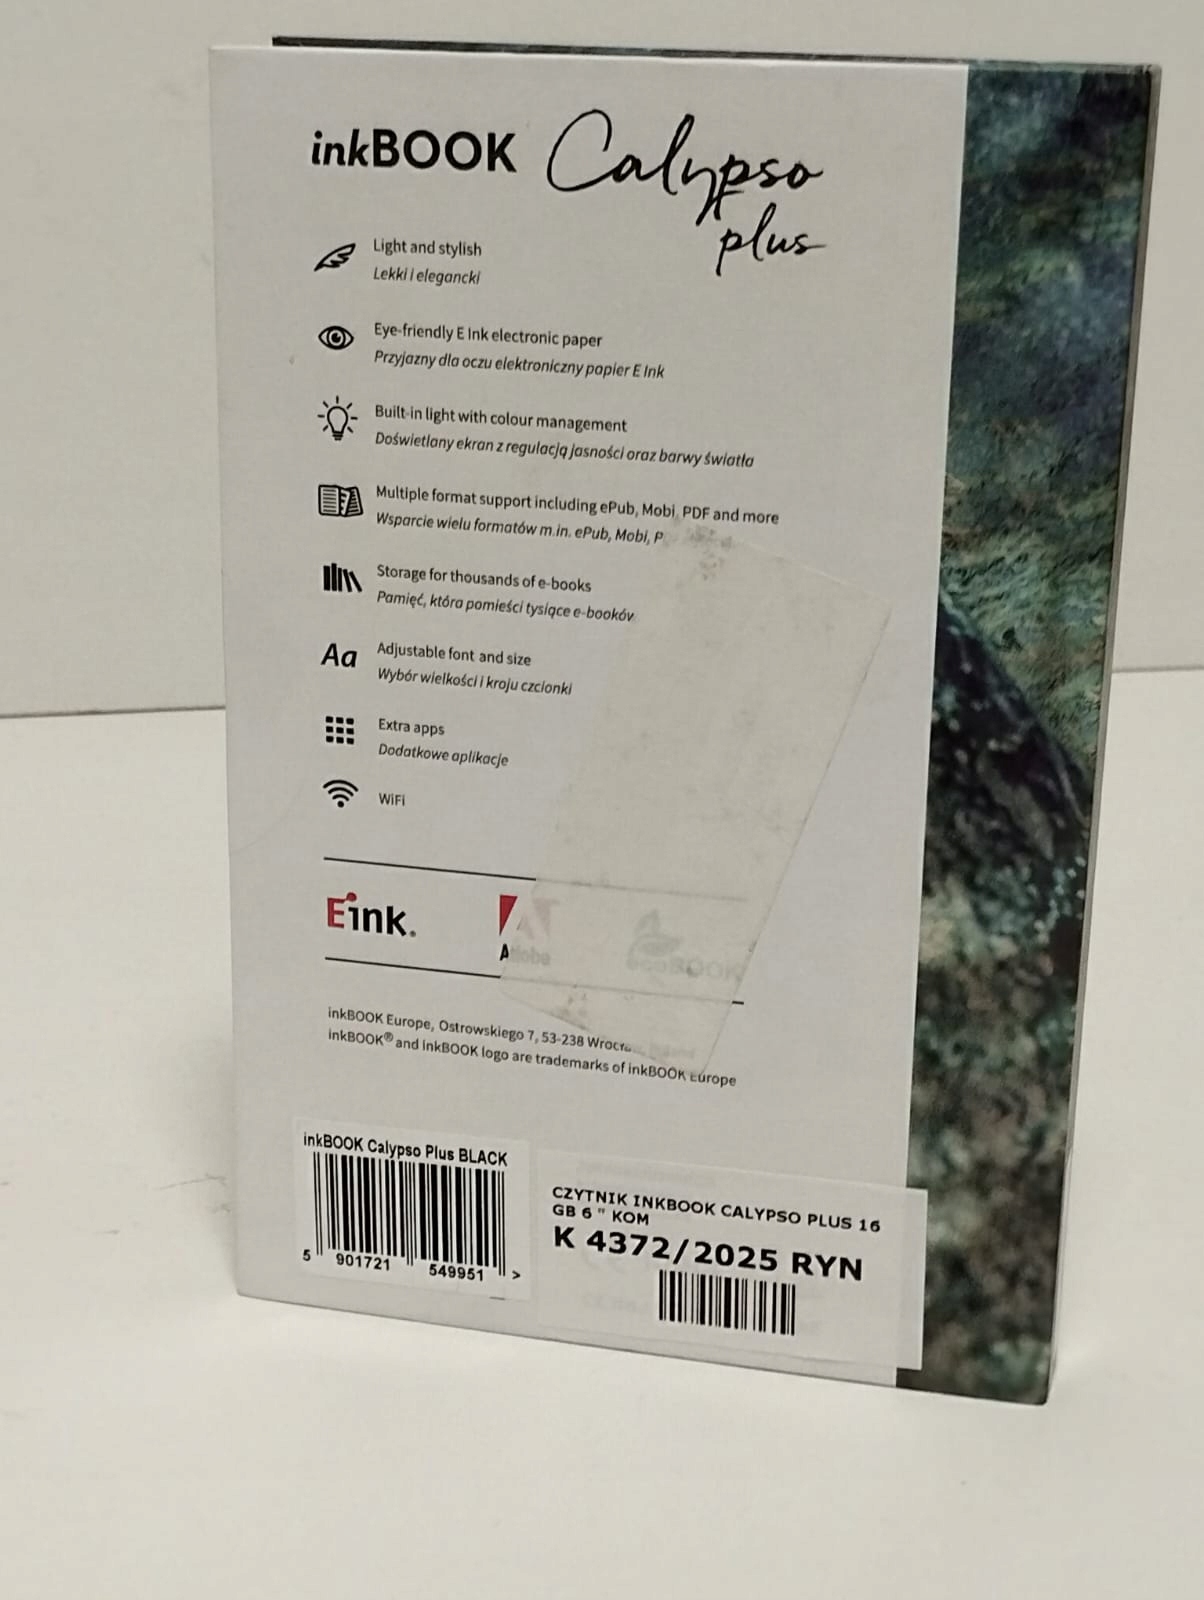 inkBOOK Calypso
plus
Light and stylish
Lekki i elegancki
Eye-friendly E Ink electronic paper
Przyjazny dla oczu elektroniczny papier E Ink
Built-in light with colour management
Doświetlany ekran z regulacją jasności oraz barwy światła
Multiple format support including ePub, Mobi, PDF and more
Wsparcie wielu formatów m.in. ePub, Mobi, P
Storage for thousands of e-books
Pamięć, która pomieści tysiące e-booków
Aa
Adjustable font and size
Wybór wielkości i kroju czcionki
Extra apps
Dodatkowe aplikacje
WiFi
Eink.
Adobe
ecoBOOK
inkBOOK Europe, Ostrowskiego 7, 53-238
inkBOOK® and inkBOOK logo are trademarks of inkBOOK Europe
inkBOOK Calypso Plus BLACK
5 901721 549951 >
CZYTNIK INKBOOK CALYPSO PLUS 16
GB 6 " KOM
K 4372/2025 RYN